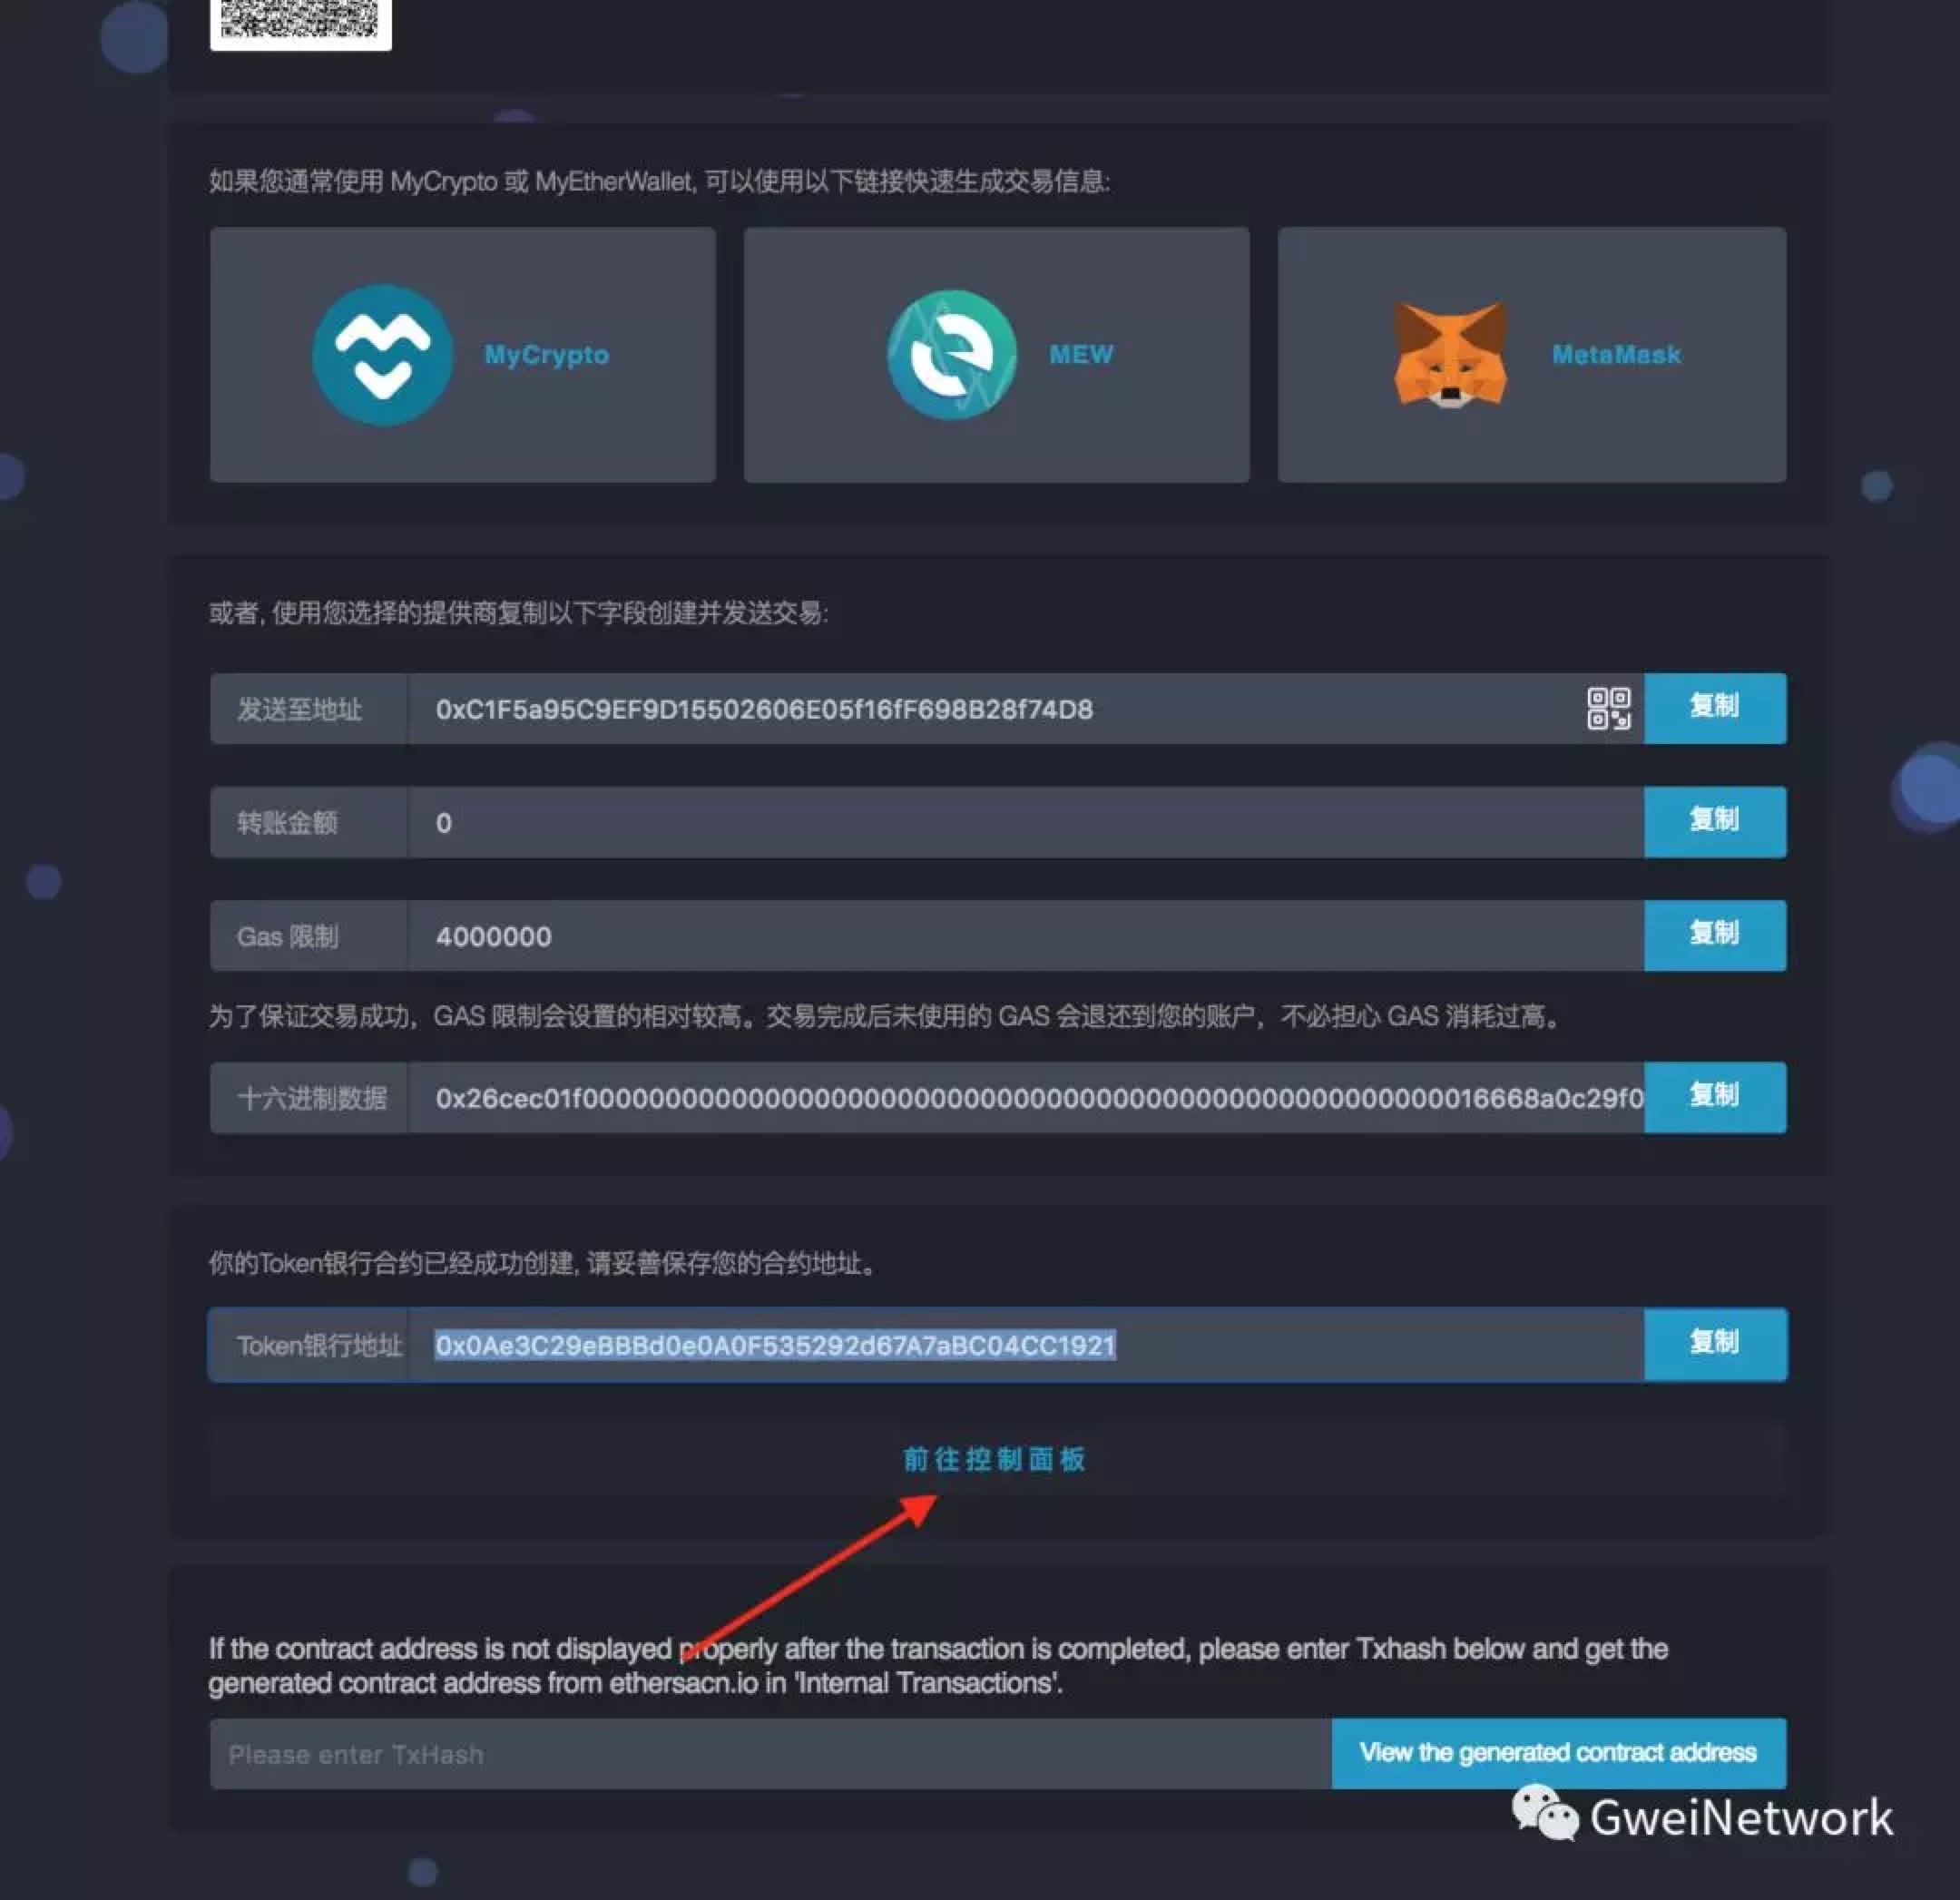 如果您通常使用 MyCrypto 或 MyEtherWallet, 可以使用以下链接快速生成交易信息:
MyCrypto
MEW
MetaMask
或者, 使用您选择的提供商复制以下字段创建并发送交易:
发送至地址 0xC1F5a95C9EF9D15502606E05f16fF698B28f74D8 复制
转账金额 0 复制
Gas 限制 4000000 复制
为了保证交易成功，GAS 限制会设置的相对较高。交易完成后未使用的 GAS 会退还到您的账户，不必担心 GAS 消耗过高。
十六进制数据 复制
你的Token银行合约已经成功创建, 请妥善保存您的合约地址。
Token银行地址 0x0Ae3C29eBBBd0e0A0F535292d67A7aBC04CC1921 复制
前往控制面板
If the contract address is not displayed properly after the transaction is completed, please enter Txhash below and get the
generated contract address from ethersacn.io in 'Internal Transactions'.
Please enter TxHash
View the generated contract address
GweiNetwork